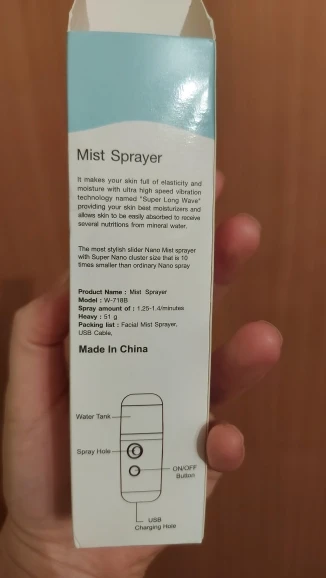 Mist Sprayer
It makes your skin full of elasticity and
moisture with ultra high speed vibration
technology named "Super Long Wave"
providing your skin best moisturizers and
allows skin to be easily absorbed to receive
several nutritions from mineral water.
The most stylish slider Nano Mist sprayer
with Super Nano cluster size that is 10
times smaller than ordinary Nano spray
Product Name : Mist Sprayer
Model : W-718B
Spray amount of : 1.25-1.4/minutes
Heavy : 51 g
Packing list : Facial Mist Sprayer,
USB Cable,
Made In China
Water Tank
Spray Hole
ON/OFF
Button
USB
Charging Hole